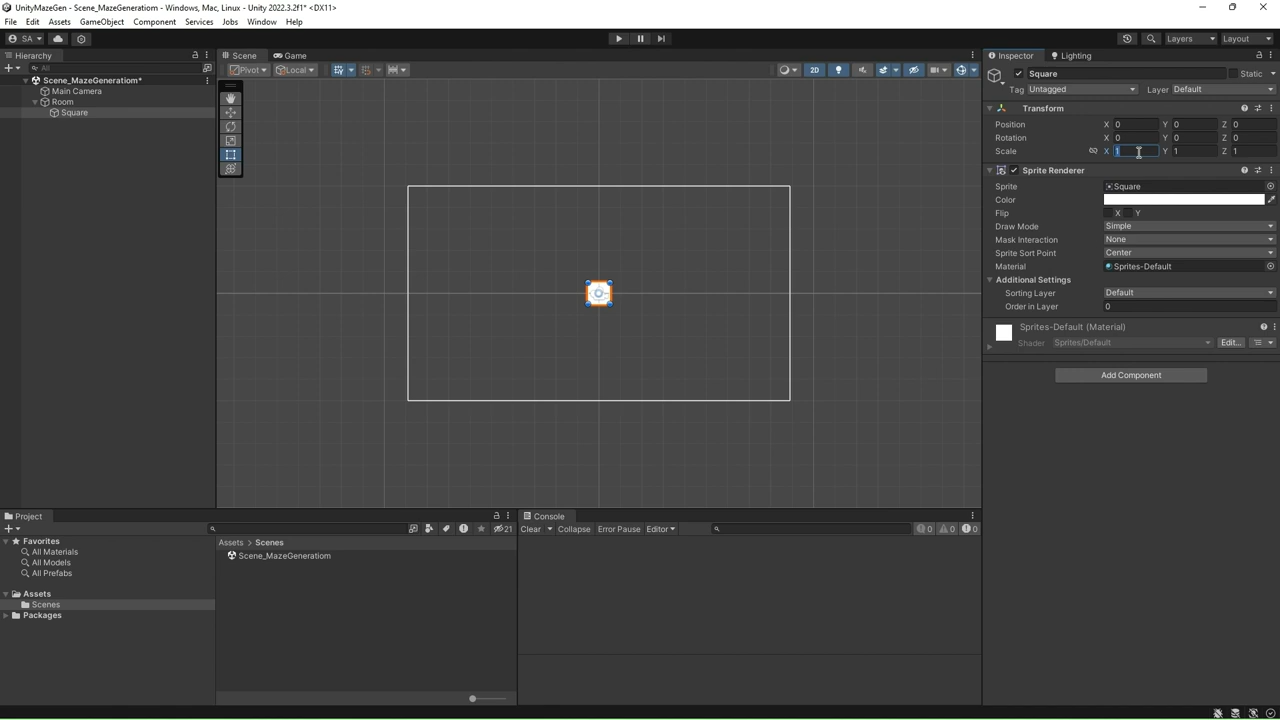 UnityMazeGen - Scene_MazeGeneratiom - Windows, Mac, Linux - Unity 2022.3.2f1* <DX11>
File Edit Assets GameObject Component Services Jobs Window Help
SA Layers Layout
Hierarchy
All
Scene_MazeGeneratiom*
Main Camera
Room
Square
Scene Game
Pivot Local 2D
Inspector Lighting
Square Static
Tag Untagged Layer Default
Transform
Position X 0 Y 0 Z 0
Rotation X 0 Y 0 Z 0
Scale X 1 Y 1 Z 1
Sprite Renderer
Sprite Square
Color
Flip X Y
Draw Mode Simple
Mask Interaction None
Sprite Sort Point Center
Material Sprites-Default
Additional Settings
Sorting Layer Default
Order in Layer 0
Sprites-Default (Material)
Shader Sprites/Default Edit...
Add Component
Project
21
Favorites
All Materials
All Models
All Prefabs
Assets
Scenes
Packages
Assets > Scenes
Scene_MazeGeneratiom
Console
Clear Collapse Error Pause Editor 0 0 0